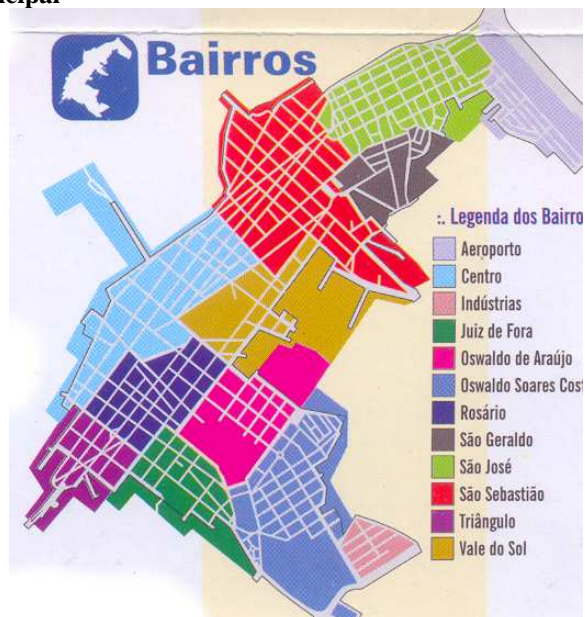 cipal
Bairros
:. Legenda dos Bairro
Aeroporto
Centro
Indústrias
Juiz de Fora
Oswaldo de Araújo
Oswaldo Soares Cost
Rosário
São Geraldo
São José
São Sebastião
Triângulo
Vale do Sol